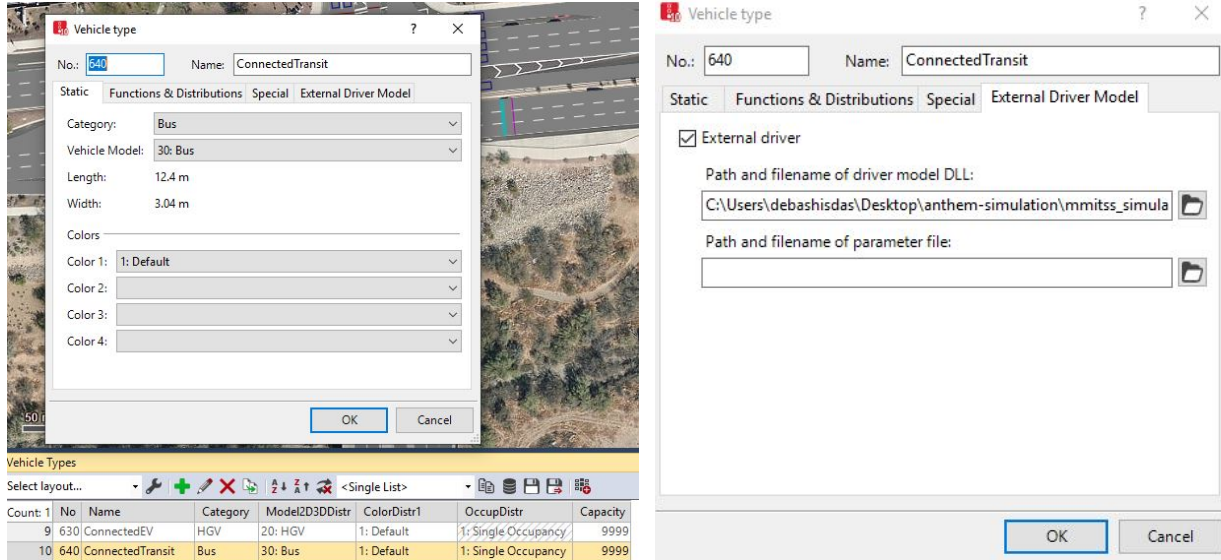 Vehicle type
No.: 640 Name: ConnectedTransit
Static Functions & Distributions Special External Driver Model
Category: Bus
Vehicle Model: 30: Bus
Length: 12.4 m
Width: 3.04 m
Colors
Color 1: 1: Default
Color 2:
Color 3:
Color 4:
OK Cancel
50
Vehicle Types
Select layout... <Single List>
Count: 1 No Name Category Model2D3DDistr ColorDistr1 OccupDistr Capacity
9 630 ConnectedEV HGV 20: HGV 1: Default 1: Single Occupancy 9999
10 640 ConnectedTransit Bus 30: Bus 1: Default 1: Single Occupancy 9999
Vehicle type
No.: 640 Name: ConnectedTransit
Static Functions & Distributions Special External Driver Model
External driver
Path and filename of driver model DLL:
C:\Users\debashisdas\Desktop\anthem-simulation\mmitss_simula
Path and filename of parameter file:
OK Cancel